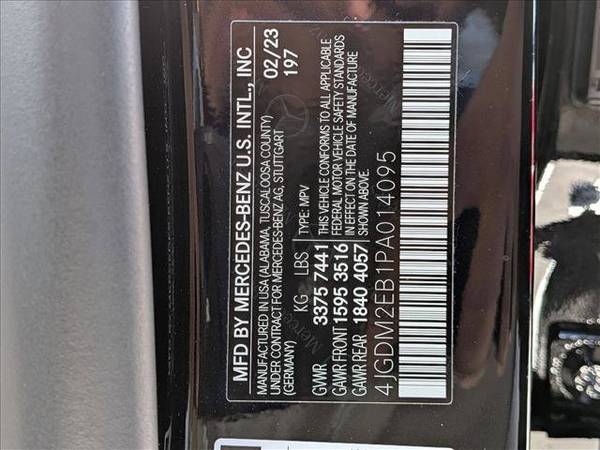 MFD BY MERCEDES-BENZ U.S. INTL., INC
MANUFACTURED IN USA (ALABAMA, TUSCALOOSA COUNTY)
UNDER CONTRACT FOR MERCEDES-BENZ AG, STUTTGART
(GERMANY)
02/23
197
KG LBS TYPE: MPV
GVWR 3375 7441
GAWR FRONT 1595 3516
GAWR REAR 1840 4057
THIS VEHICLE CONFORMS TO ALL
FEDERAL MOTOR VEHICLE SAFETY STANDARDS
IN EFFECT ON THE DATE OF MANUFACTURE
SHOWN ABOVE.
4JGDM2EB1PA014095